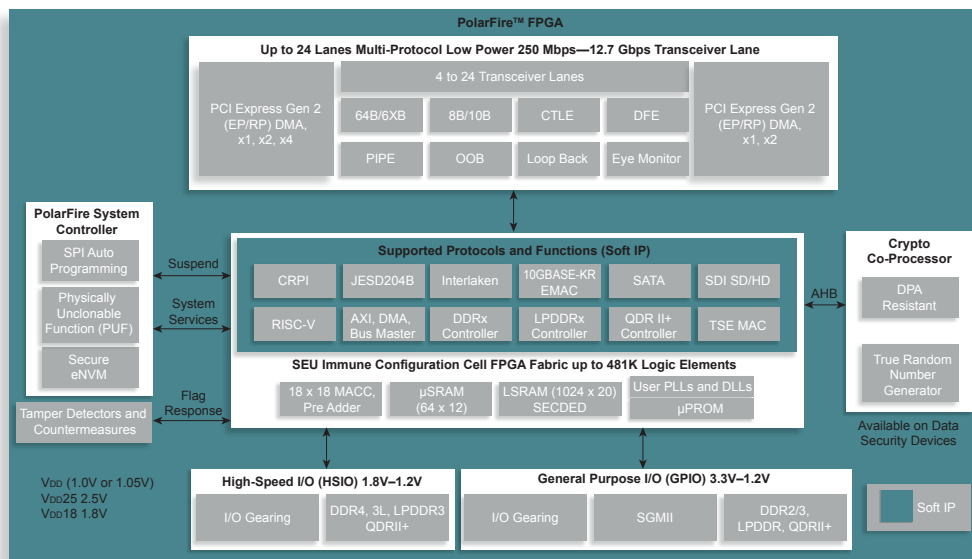 PolarFire™ FPGA
Up to 24 Lanes Multi-Protocol Low Power 250 Mbps—12.7 Gbps Transceiver Lane
PCI Express Gen 2
(EP/RP) DMA,
x1, x2, x4
4 to 24 Transceiver Lanes
64B/6XB
8B/10B
CTLE
DFE
PIPE
OOB
Loop Back
Eye Monitor
PCI Express Gen 2
(EP/RP) DMA,
x1, x2
PolarFire System
Controller
SPI Auto
Programming
Physically
Unclonable
Function (PUF)
Secure
eNVM
Tamper Detectors and
Countermeasures
Suspend
System
Services
Flag
Response
Supported Protocols and Functions (Soft IP)
CRPI
JESD204B
Interlaken
10GBASE-KR
EMAC
SATA
SDI SD/HD
RISC-V
AXI, DMA,
Bus Master
DDRx
Controller
LPDDRx
Controller
QDR II+
Controller
TSE MAC
SEU Immune Configuration Cell FPGA Fabric up to 481K Logic Elements
18 x 18 MACC,
Pre Adder
µSRAM
(64 x 12)
LSRAM (1024 x 20)
SECDED
User PLLs and DLLs
µPROM
AHB
Crypto
Co-Processor
DPA
Resistant
True Random
Number
Generator
Available on Data
Security Devices
VDD (1.0V or 1.05V)
VDD25 2.5V
VDD18 1.8V
High-Speed I/O (HSIO) 1.8V–1.2V
I/O Gearing
DDR4, 3L, LPDDR3
QDRII+
General Purpose I/O (GPIO) 3.3V–1.2V
I/O Gearing
SGMII
DDR2/3,
LPDDR, QDRII+
Soft IP